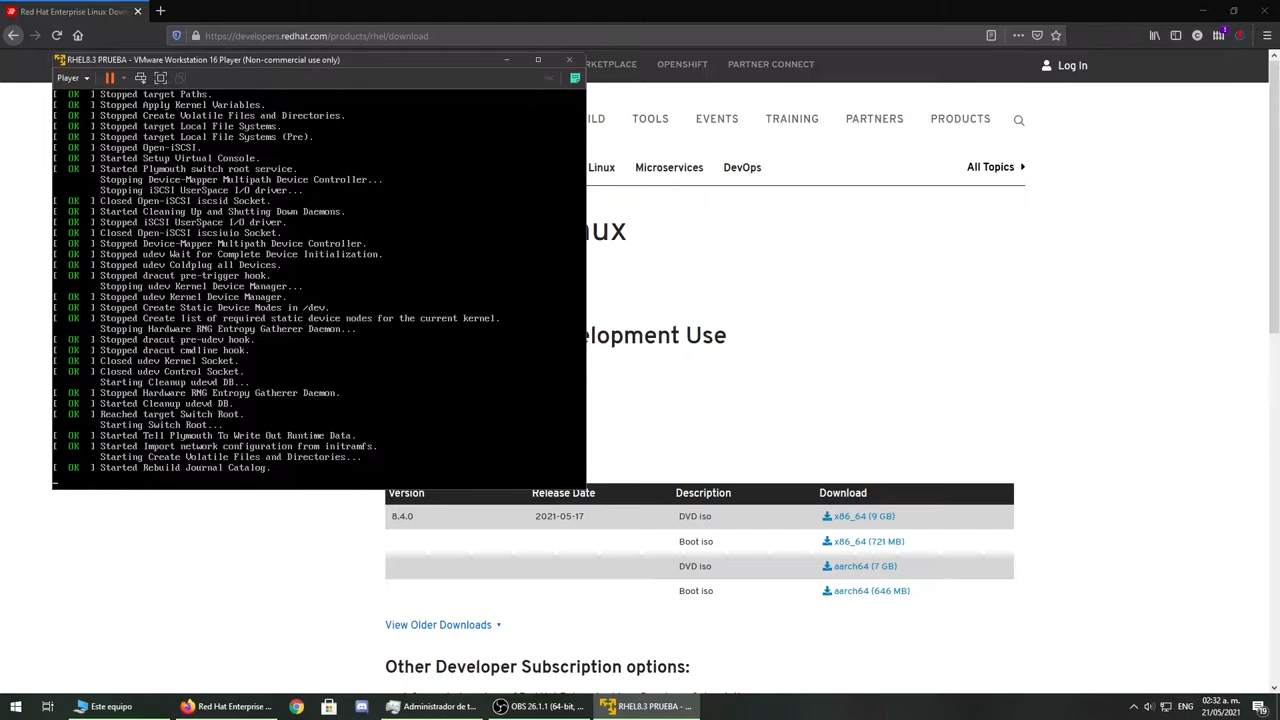 Red Hat Enterprise Linux Down
https://developers.redhat.com/products/rhel/download
RHEL8.3 PRUEBA - VMware Workstation 16 Player (Non-commercial use only)
Player
KETPLACE OPENSHIFT PARTNER CONNECT Log In
ILD TOOLS EVENTS TRAINING PARTNERS PRODUCTS
Linux Microservices DevOps All Topics
nux
elopment Use
[ OK ] Stopped target Paths.
[ OK ] Stopped Apply Kernel Variables.
[ OK ] Stopped Create Volatile Files and Directories.
[ OK ] Stopped target Local File Systems.
[ OK ] Stopped target Local File Systems (Pre).
[ OK ] Stopped Open-iSCSI.
[ OK ] Started Setup Virtual Console.
[ OK ] Started Plymouth switch root service.
Stopping Device-Mapper Multipath Device Controller...
Stopping iSCSI UserSpace I/O driver...
[ OK ] Closed Open-iSCSI iscsid Socket.
[ OK ] Started Cleaning Up and Shutting Down Daemons.
[ OK ] Stopped iSCSI UserSpace I/O driver.
[ OK ] Closed Open-iSCSI iscsiuio Socket.
[ OK ] Stopped Device-Mapper Multipath Device Controller.
[ OK ] Stopped udev Wait for Complete Device Initialization.
[ OK ] Stopped udev Coldplug all Devices.
[ OK ] Stopped dracut pre-trigger hook.
Stopping udev Kernel Device Manager...
[ OK ] Stopped udev Kernel Device Manager.
[ OK ] Stopped Create Static Device Nodes in /dev.
[ OK ] Stopped Create list of required static device nodes for the current kernel.
Stopping Hardware RNG Entropy Gatherer Daemon...
[ OK ] Stopped dracut pre-udev hook.
[ OK ] Stopped dracut cmdline hook.
[ OK ] Closed udev Kernel Socket.
[ OK ] Closed udev Control Socket.
Starting Cleanup udevd DB...
[ OK ] Stopped Hardware RNG Entropy Gatherer Daemon.
[ OK ] Started Cleanup udevd DB.
[ OK ] Reached target Switch Root.
Starting Switch Root...
[ OK ] Started Tell Plymouth To Write Out Runtime Data.
[ OK ] Started Import network configuration from initramfs.
Starting Create Volatile Files and Directories...
[ OK ] Started Rebuild Journal Catalog.
Version Release Date Description Download
8.4.0 2021-05-17 DVD iso x86_64 (9 GB)
Boot iso x86_64 (721 MB)
DVD iso aarch64 (7 GB)
Boot iso aarch64 (646 MB)
View Older Downloads
Other Developer Subscription options:
Este equipo Red Hat Enterprise ... Administrador de t... OBS 26.1.1 (64-bit, ... RHEL8.3 PRUEBA - ... ENG 02:32 a. m. 19
21/05/2021